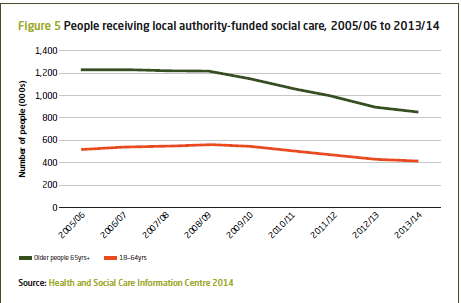 Figure 5 People receiving local authority-funded social care, 2005/06 to 2013/14
Number of people (000s)
1,400
1,200
1,000
800
600
400
200
0
2005/06 2006/07 2007/08 2008/09 2009/10 2010/11 2011/12 2012/13 2013/14
Older people 65yrs+ 18–64yrs
Source: Health and Social Care Information Centre 2014